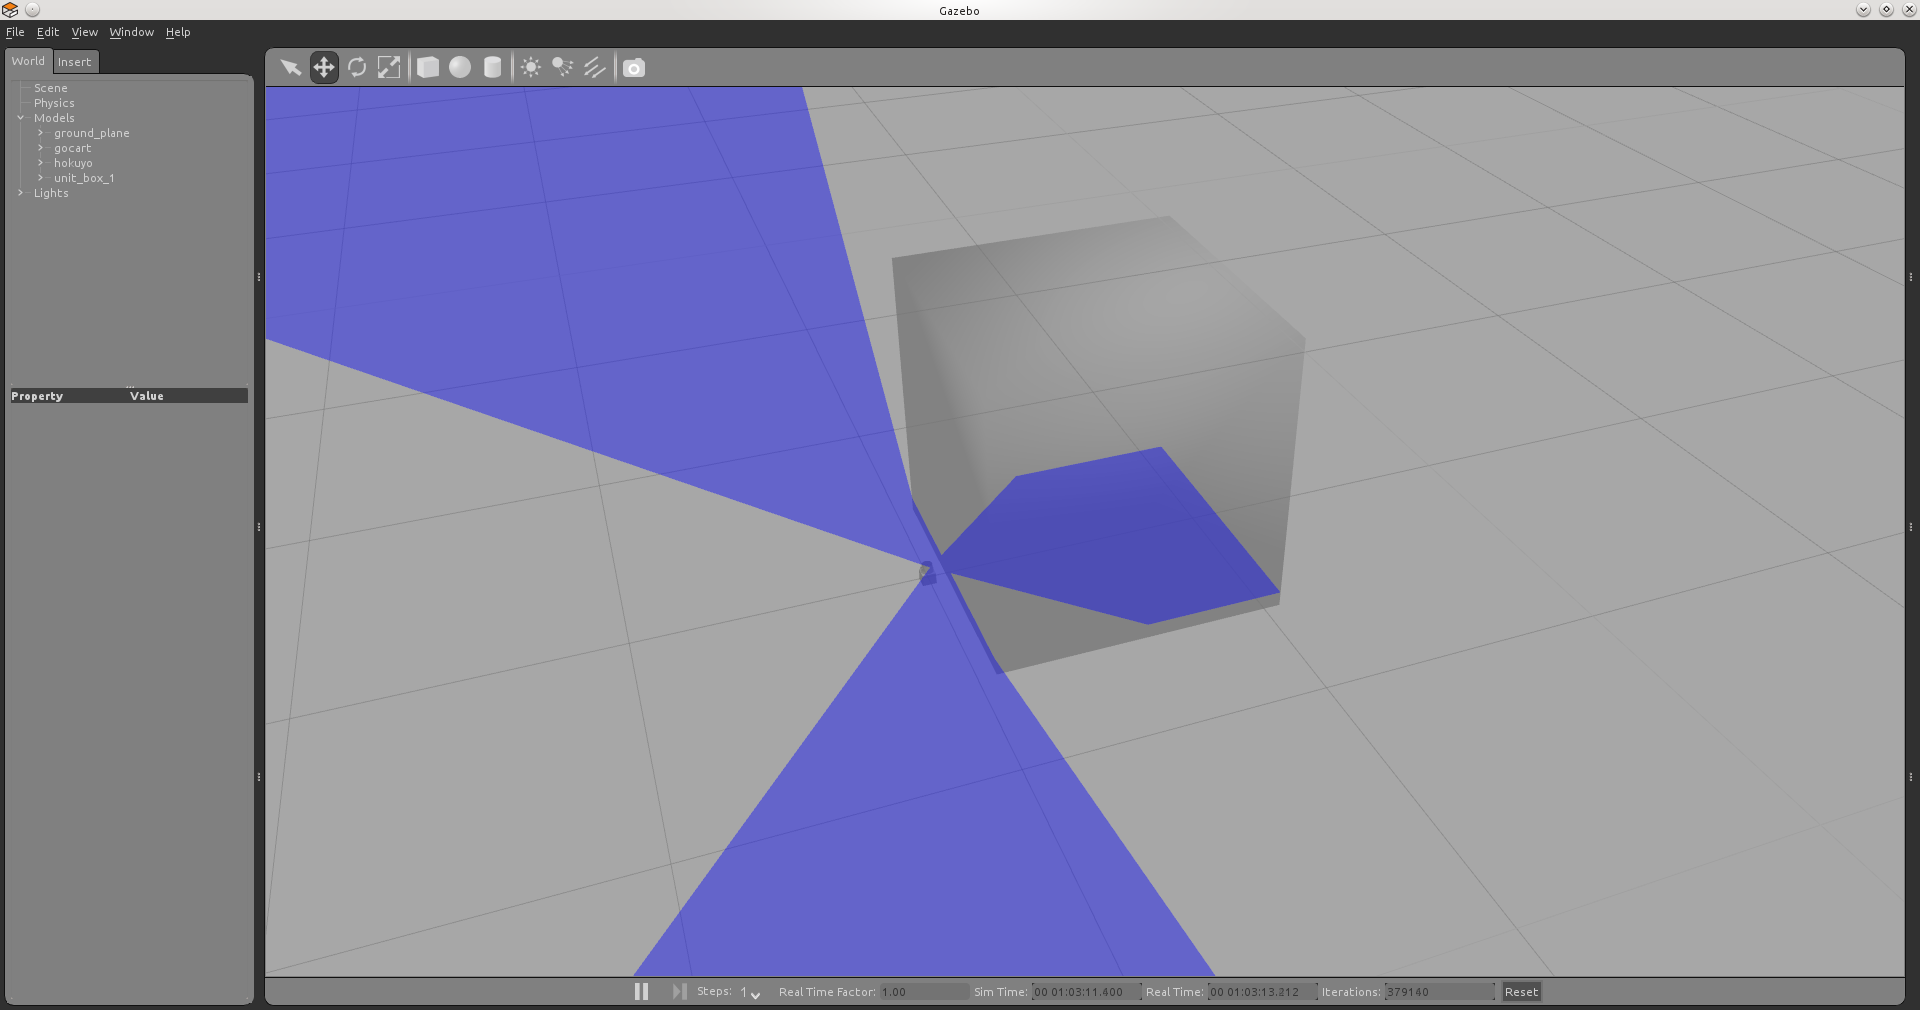 Gazebo
File Edit View Window Help
World Insert
Scene
Physics
Models
ground_plane
gocart
hokuyo
unit_box_1
Lights
Property Value
Steps: 1 Real Time Factor: 1.00 Sim Time: 00 01:03:11.400 Real Time: 00 01:03:13.212 Iterations: 379140 Reset